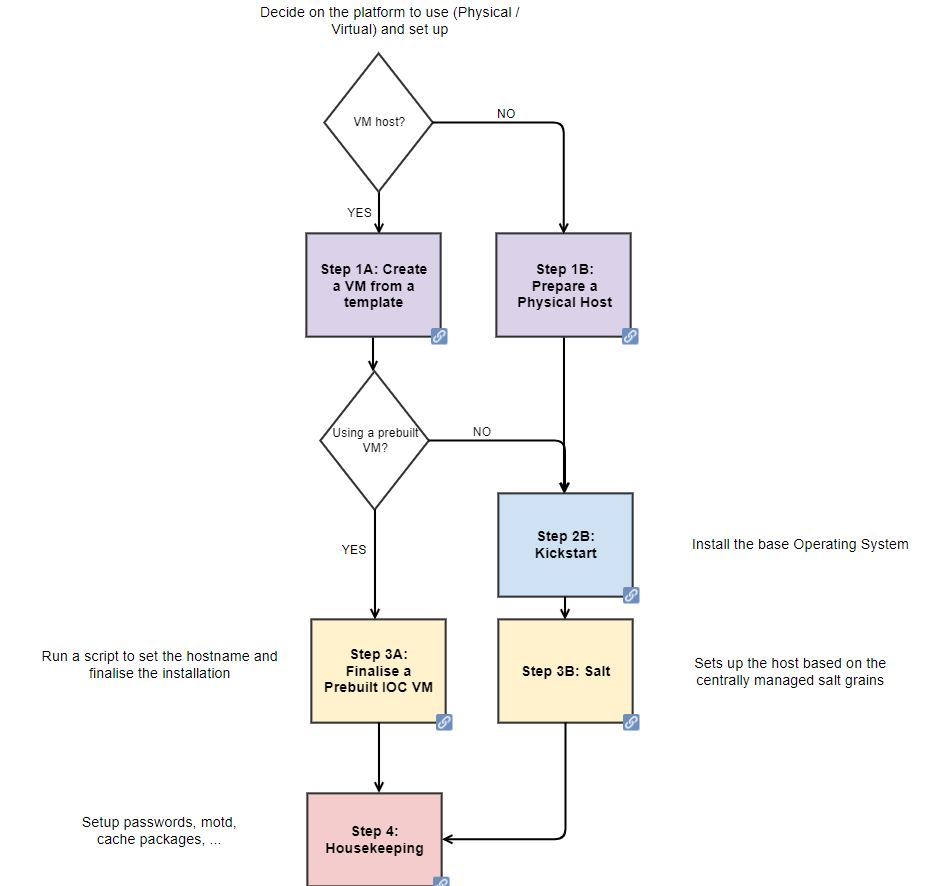 Decide on the platform to use (Physical /
Virtual) and set up
VM host?
NO
YES
Step 1A: Create
a VM from a
template
Step 1B:
Prepare a
Physical Host
Using a prebuilt
VM?
NO
YES
Step 2B:
Kickstart
Install the base Operating System
Run a script to set the hostname and
finalise the installation
Step 3A:
Finalise a
Prebuilt IOC VM
Step 3B: Salt
Sets up the host based on the
centrally managed salt grains
Setup passwords, motd,
cache packages, ...
Step 4:
Housekeeping